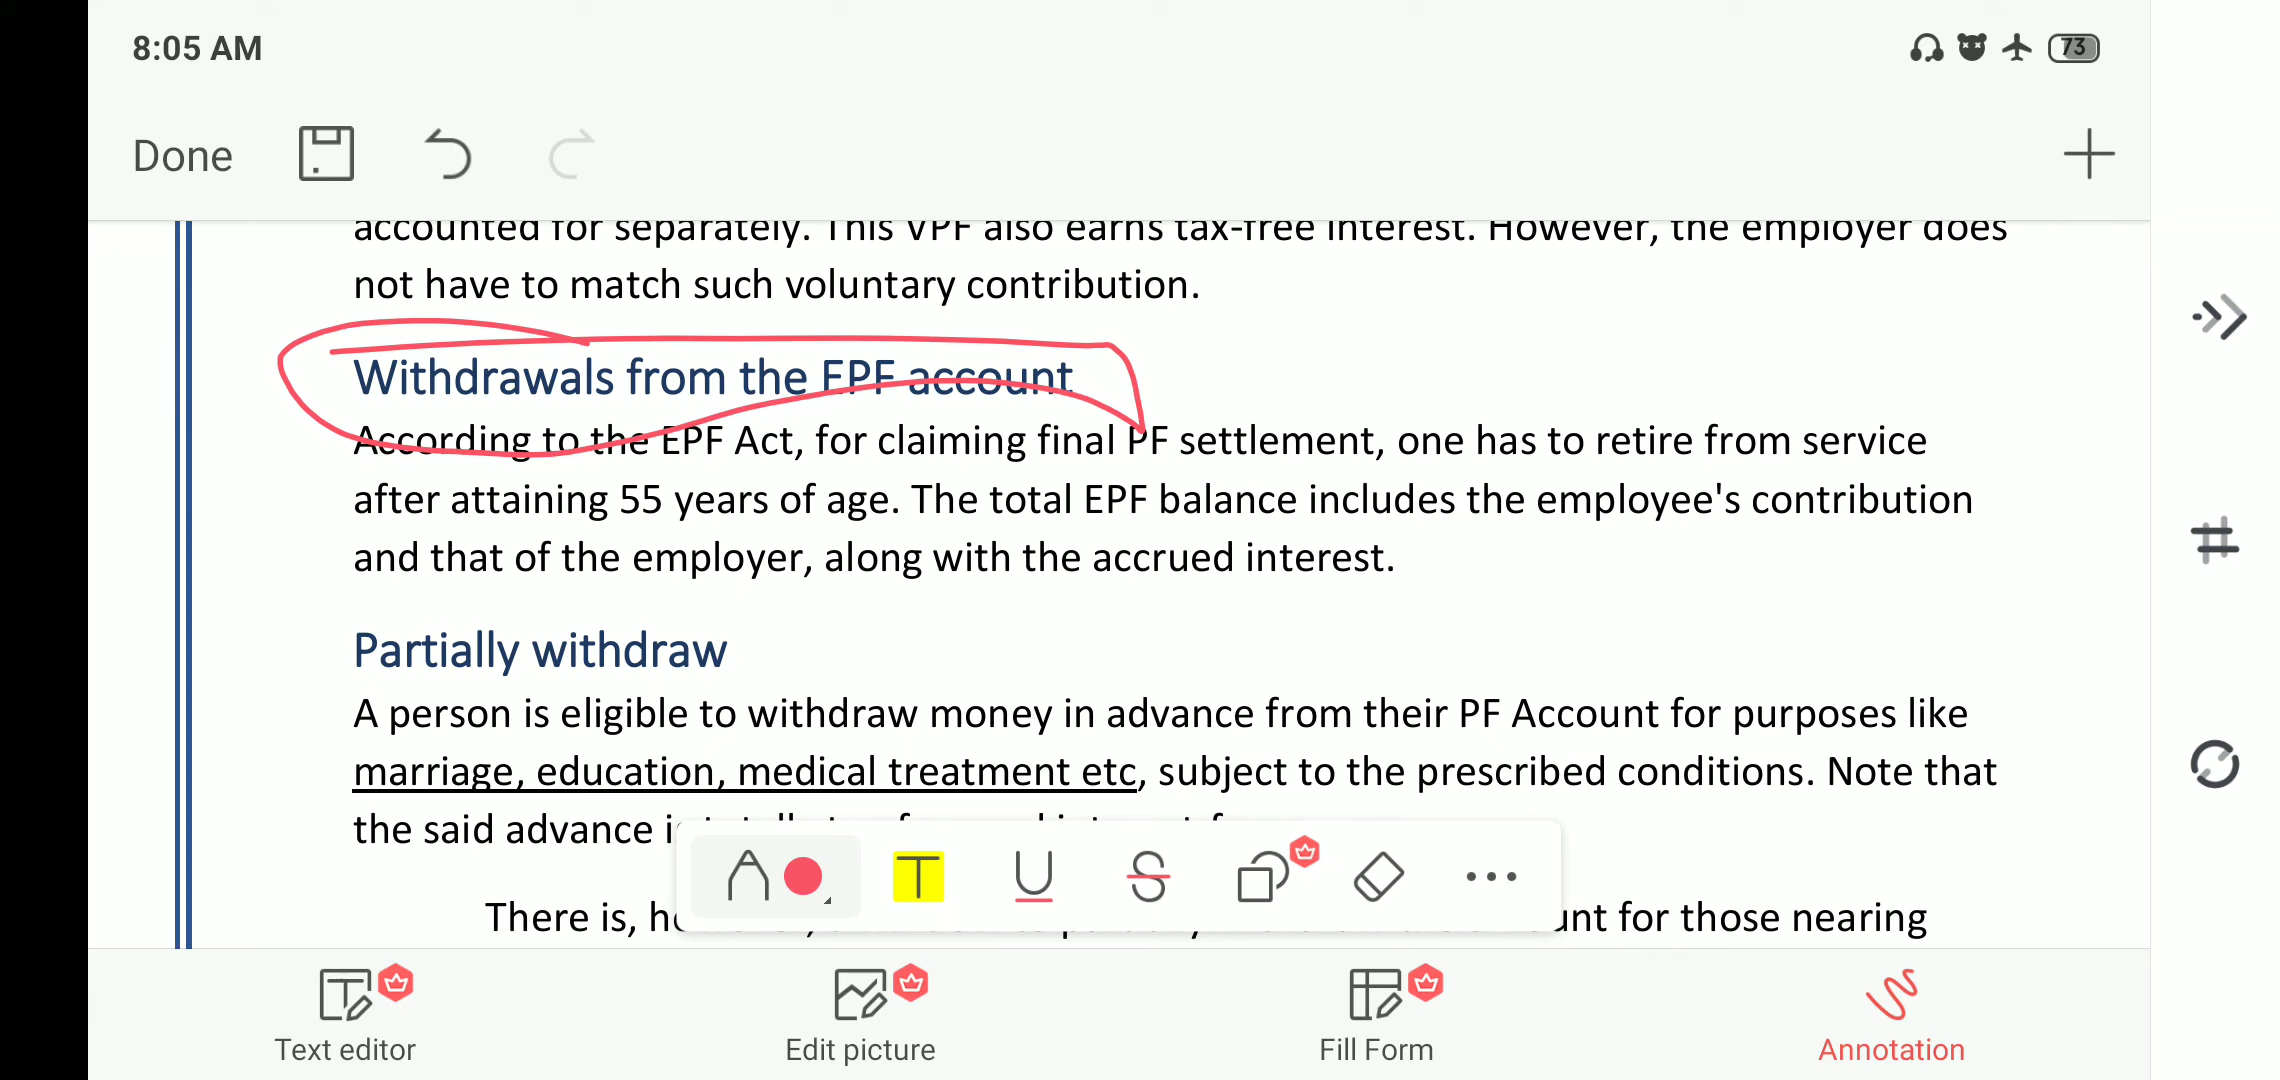 8:05 AM
73
Done
accounted for separately. This VPF also earns tax-free interest. However, the employer does
not have to match such voluntary contribution.
Withdrawals from the EPF account
According to the EPF Act, for claiming final PF settlement, one has to retire from service
after attaining 55 years of age. The total EPF balance includes the employee's contribution
and that of the employer, along with the accrued interest.
Partially withdraw
A person is eligible to withdraw money in advance from their PF Account for purposes like
marriage, education, medical treatment etc, subject to the prescribed conditions. Note that
the said advance
There is, for those nearing
Text editor
Edit picture
Fill Form
Annotation